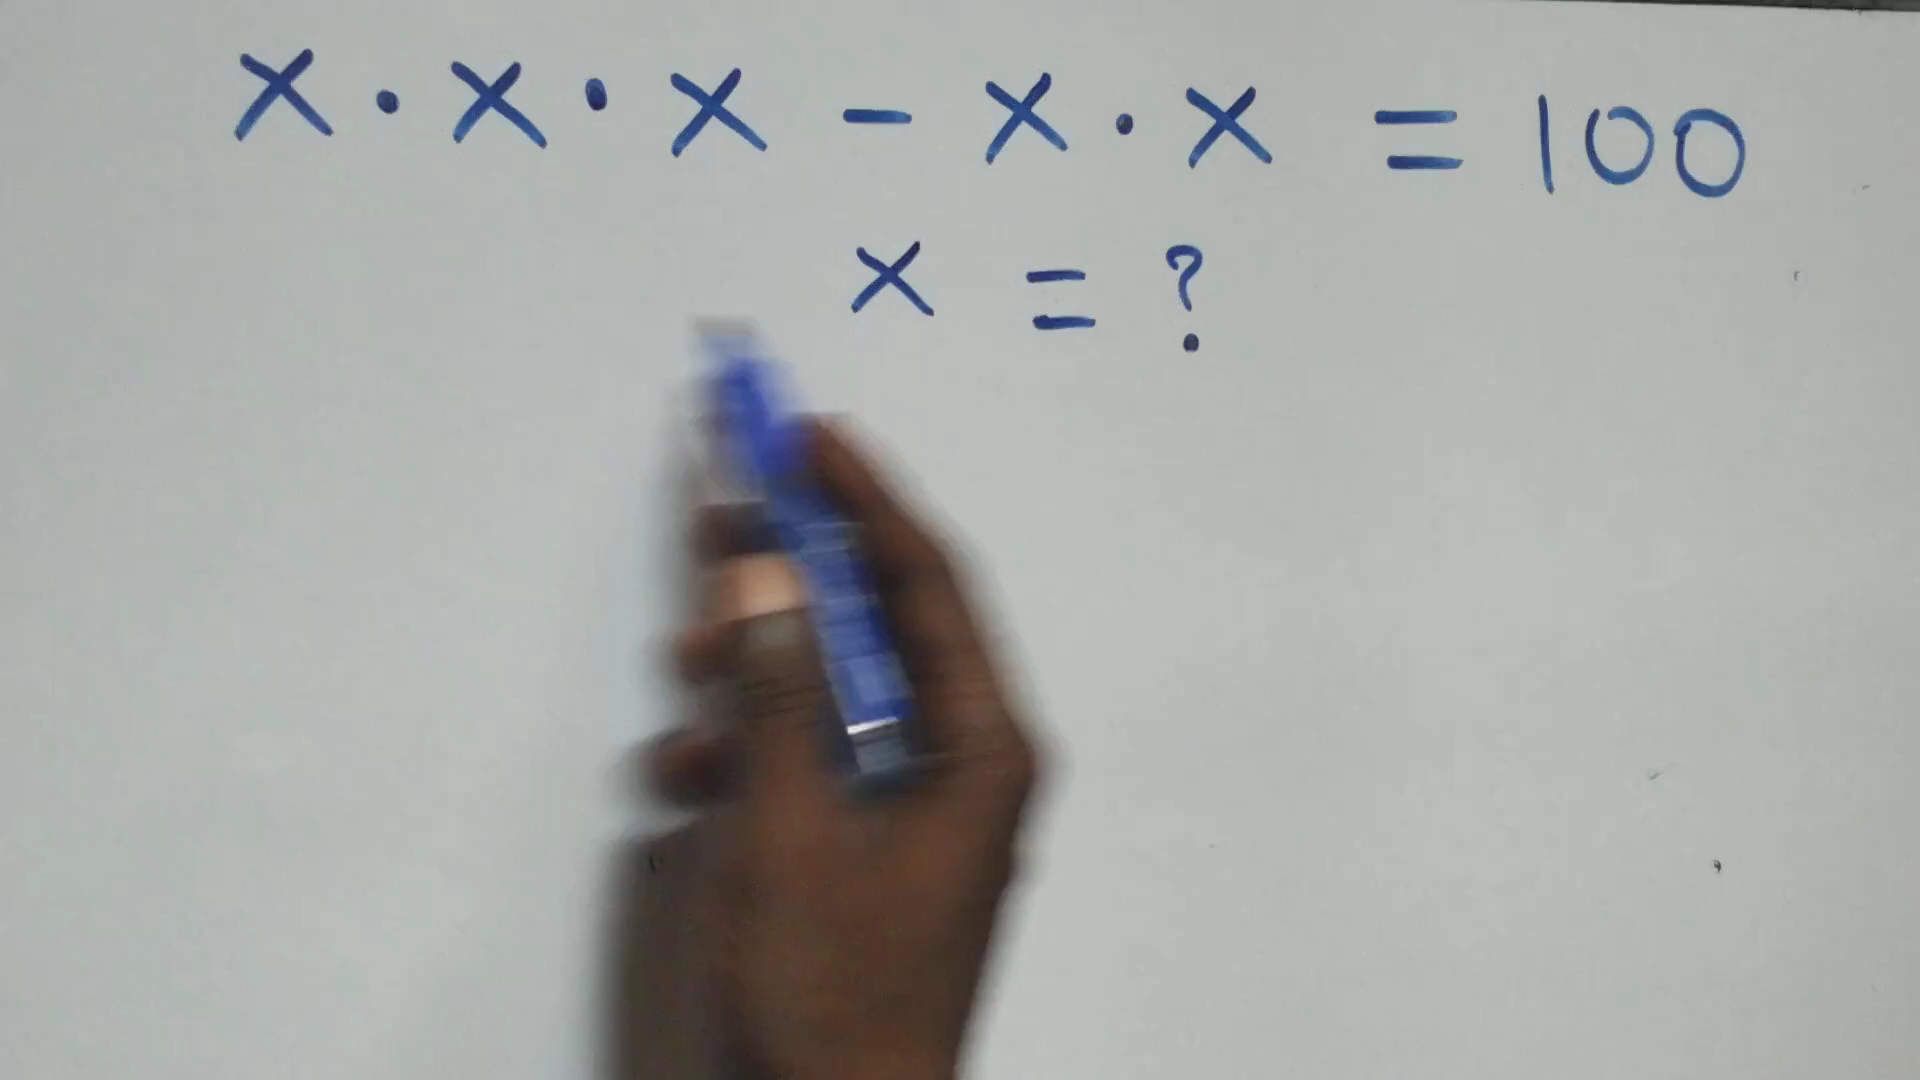 x · x · x - x · x = 100
x = ?